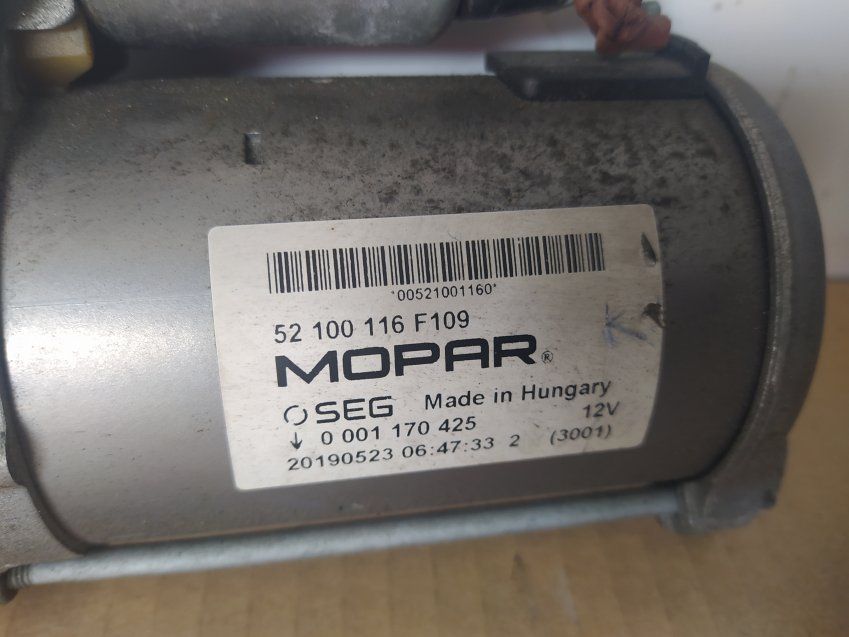 *00521001160*
52 100 116 F109
MOPAR®
SEG Made in Hungary
0 001 170 425 12V
20190523 06:47:33 2 (3001)